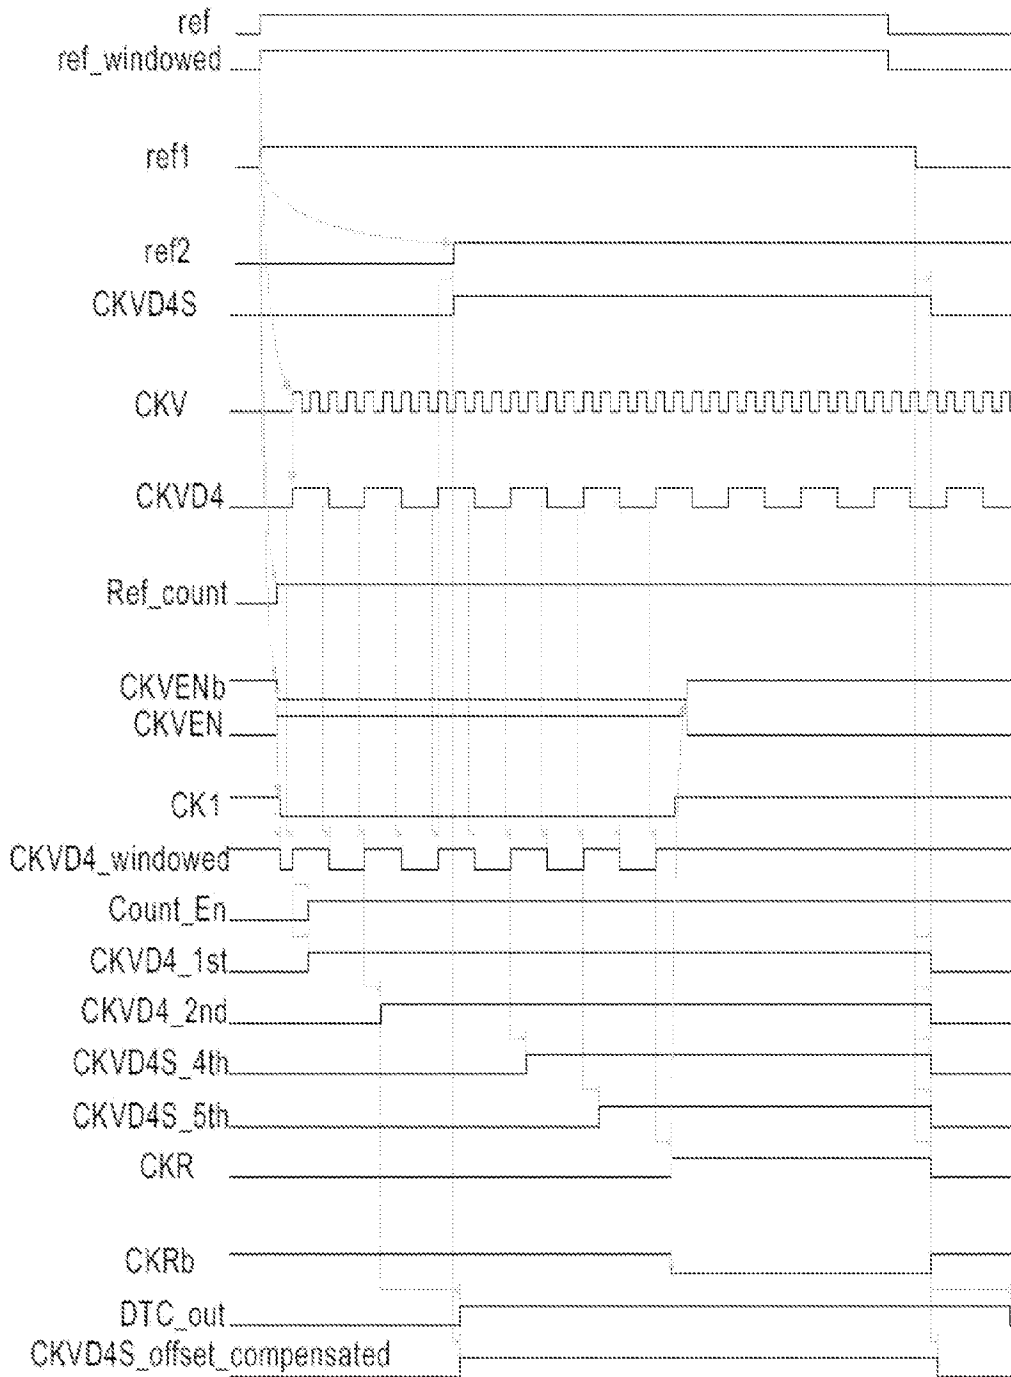 ref
ref_windowed
ref1
ref2
CKVD4S
CKV
CKVD4
Ref_count
CKVENb
CKVEN
CK1
CKVD4_windowed
Count_En
CKVD4_1st
CKVD4_2nd
CKVD4S_4th
CKVD4S_5th
CKR
CKRb
DTC_out
CKVD4S_offset_compensated